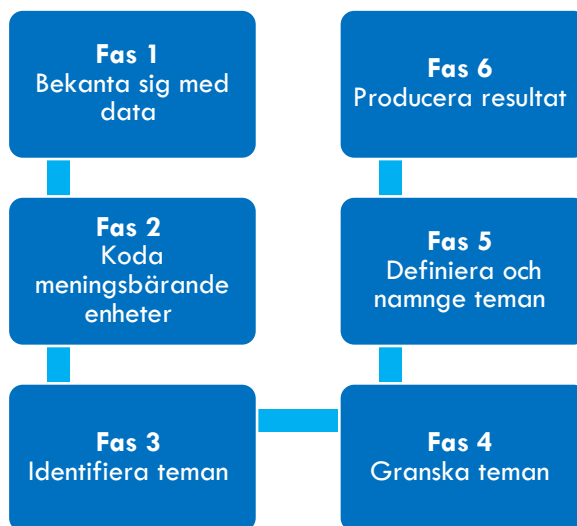 Fas 1
Bekanta sig med
data
Fas 2
Koda
meningsbärande
enheter
Fas 3
Identifiera teman
Fas 4
Granska teman
Fas 5
Definiera och
namnge teman
Fas 6
Producera resultat